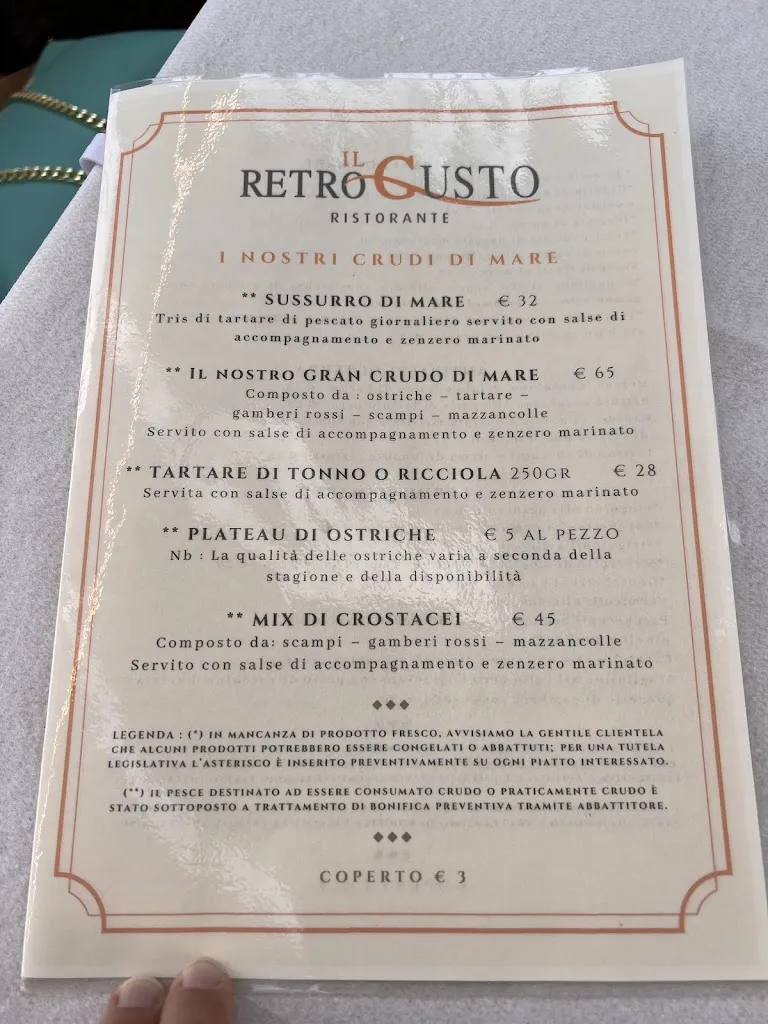 IL
RETROGUSTO
RISTORANTE
I NOSTRI CRUDI DI MARE
** SUSSURRO DI MARE € 32
Tris di tartare di pescato giornaliero servito con salse di
accompagnamento e zenzero marinato
** IL NOSTRO GRAN CRUDO DI MARE € 65
Composto da : ostriche – tartare –
gamberi rossi – scampi – mazzancolle
Servito con salse di accompagnamento e zenzero marinato
** TARTARE DI TONNO O RICCIOLA 250GR € 28
Servita con salse di accompagnamento e zenzero marinato
** PLATEAU DI OSTRICHE € 5 AL PEZZO
Nb : La qualità delle ostriche varia a seconda della
stagione e della disponibilità
** MIX DI CROSTACEI € 45
Composto da: scampi – gamberi rossi – mazzancolle
Servito con salse di accompagnamento e zenzero marinato
LEGENDA : (*) IN MANCANZA DI PRODOTTO FRESCO, AVVISIAMO LA GENTILE CLIENTELA
CHE ALCUNI PRODOTTI POTREBBERO ESSERE CONGELATI O ABBATTUTI; PER UNA TUTELA
LEGISLATIVA L'ASTERISCO È INSERITO PREVENTIVAMENTE SU OGNI PIATTO INTERESSATO.
(**) IL PESCE DESTINATO AD ESSERE CONSUMATO CRUDO O PRATICAMENTE CRUDO È
STATO SOTTOPOSTO A TRATTAMENTO DI BONIFICA PREVENTIVA TRAMITE ABBATTITORE.
COPERTO € 3